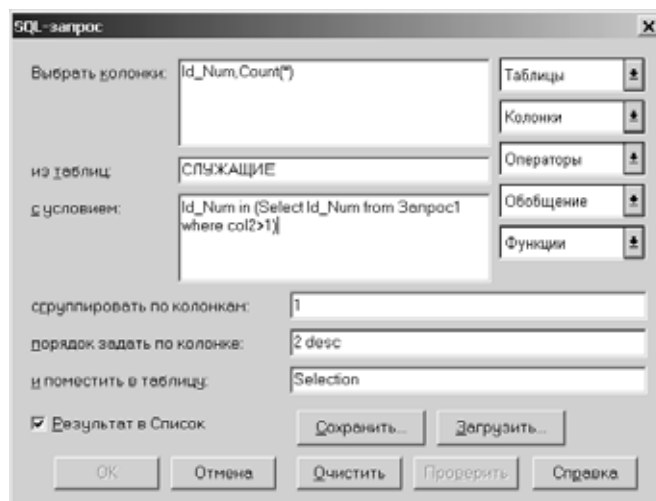 SQL-запрос
Выбрать колонки:
Id_Num,Count(*)
Таблицы
Колонки
из таблиц:
СЛУЖАЩИЕ
Операторы
с условием:
Id_Num in (Select Id_Num from Запрос1
where col2>1)
Обобщение
Функции
сгруппировать по колонкам:
1
порядок задать по колонке:
2 desc
и поместить в таблицу:
Selection
Результат в Список
Сохранить...
Загрузить...
OK
Отмена
Очистить
Проверить
Справка